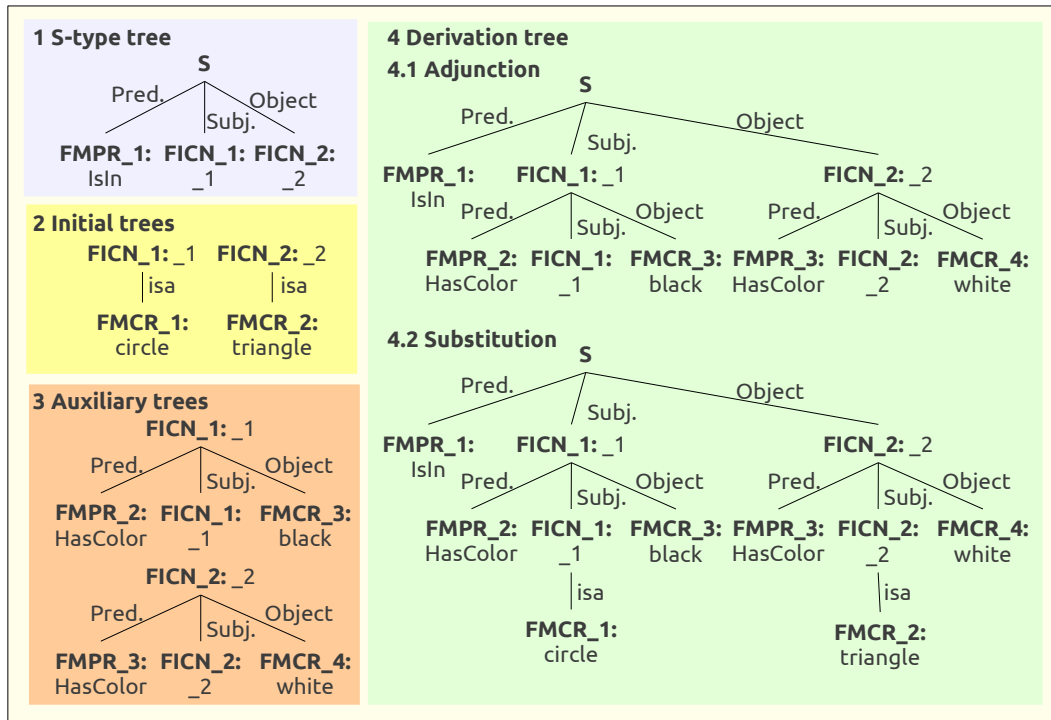 1 S-type tree
S
Pred.
Subj.
Object
FMPR_1: FICN_1: FICN_2:
IsIn _1 _2
2 Initial trees
FICN_1: _1 FICN_2: _2
isa isa
FMCR_1: FMCR_2:
circle triangle
3 Auxiliary trees
FICN_1: _1
Pred. Subj. Object
FMPR_2: FICN_1: FMCR_3:
HasColor _1 black
FICN_2: _2
Pred. Subj. Object
FMPR_3: FICN_2: FMCR_4:
HasColor _2 white
4 Derivation tree
4.1 Adjunction
S
Pred. Subj. Object
FMPR_1: FICN_1: _1 FICN_2: _2
IsIn
Pred. Subj. Object Pred. Subj. Object
FMPR_2: FICN_1: FMCR_3: FMPR_3: FICN_2: FMCR_4:
HasColor _1 black HasColor _2 white
4.2 Substitution
S
Pred. Subj. Object
FMPR_1: FICN_1: _1 FICN_2: _2
IsIn
Pred. Subj. Object Pred. Subj. Object
FMPR_2: FICN_1: FMCR_3: FMPR_3: FICN_2: FMCR_4:
HasColor _1 black HasColor _2 white
isa isa
FMCR_1: FMCR_2:
circle triangle